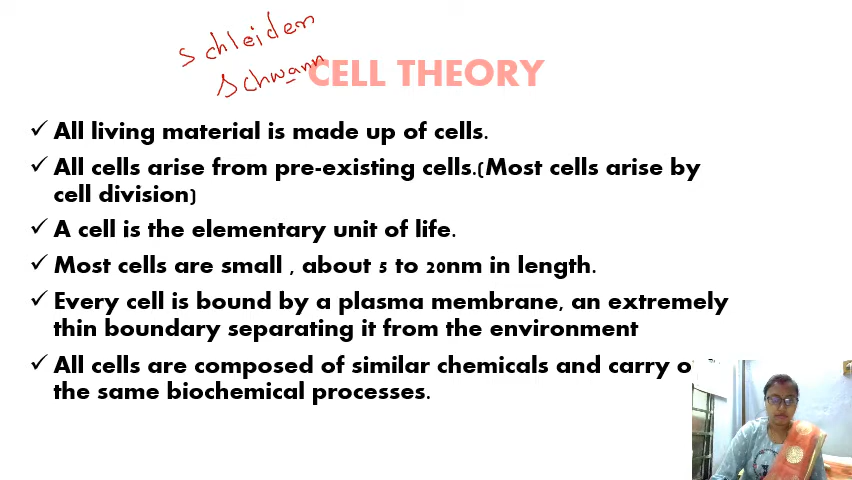 schleiden
schwann
CELL THEORY
✓ All living material is made up of cells.
✓ All cells arise from pre-existing cells.(Most cells arise by
cell division)
✓ A cell is the elementary unit of life.
✓ Most cells are small , about 5 to 20nm in length.
✓ Every cell is bound by a plasma membrane, an extremely
thin boundary separating it from the environment
✓ All cells are composed of similar chemicals and carry
the same biochemical processes.